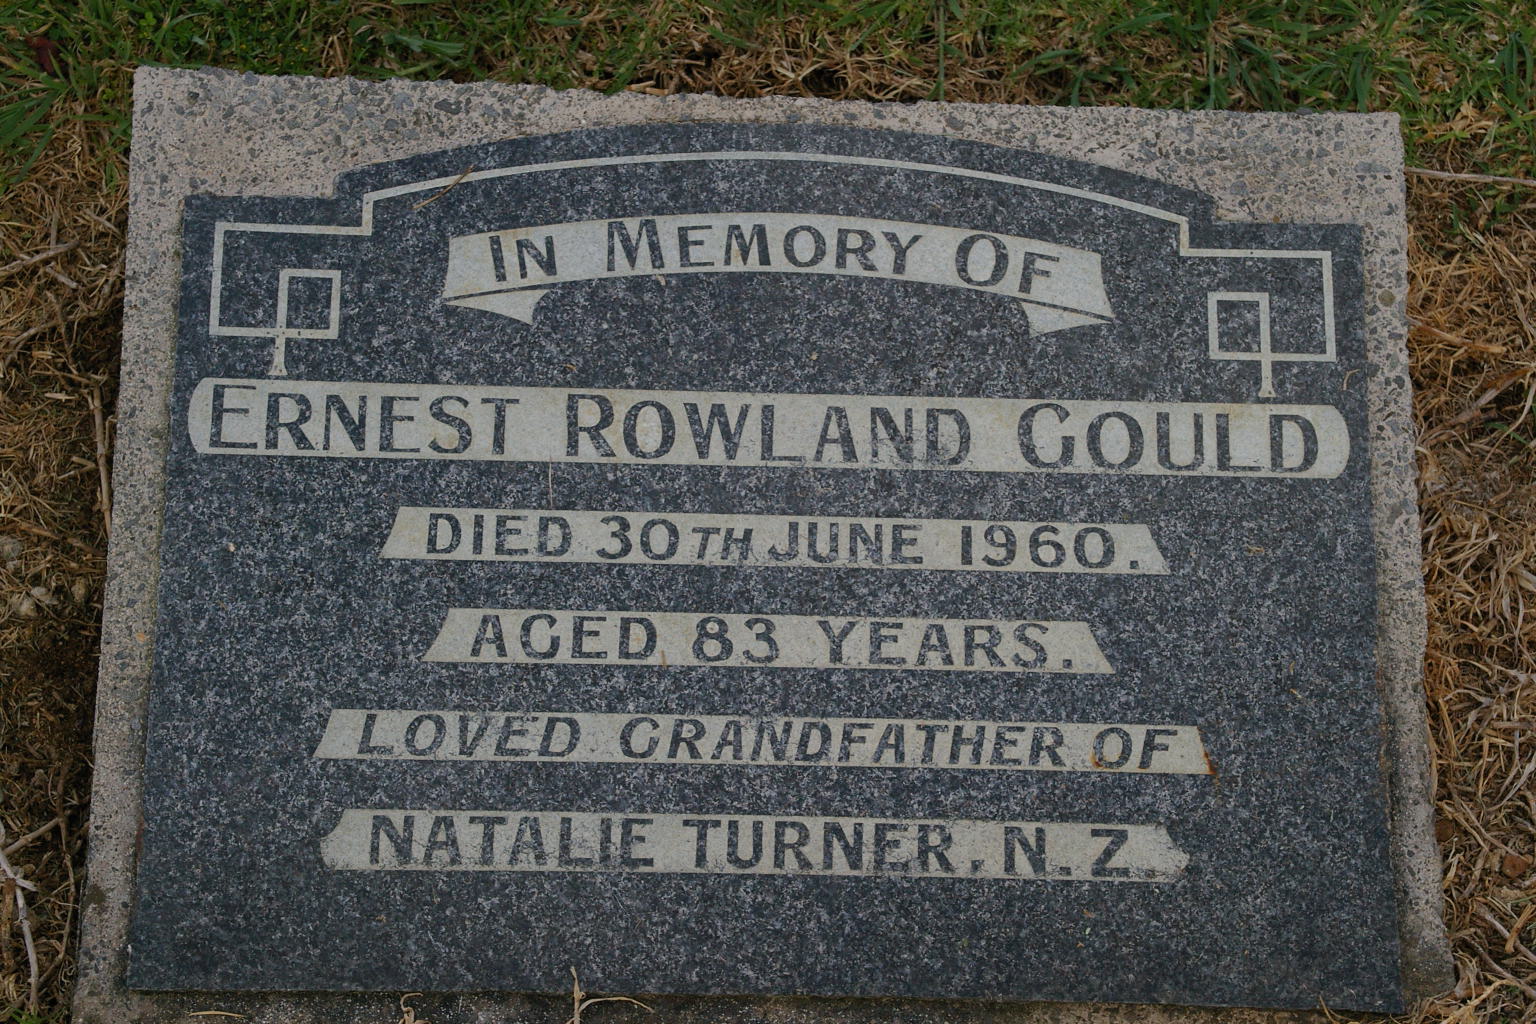 IN MEMORY OF
ERNEST ROWLAND GOULD
DIED 30TH JUNE 1960.
AGED 83 YEARS.
LOVED GRANDFATHER OF
NATALIE TURNER, N.Z.